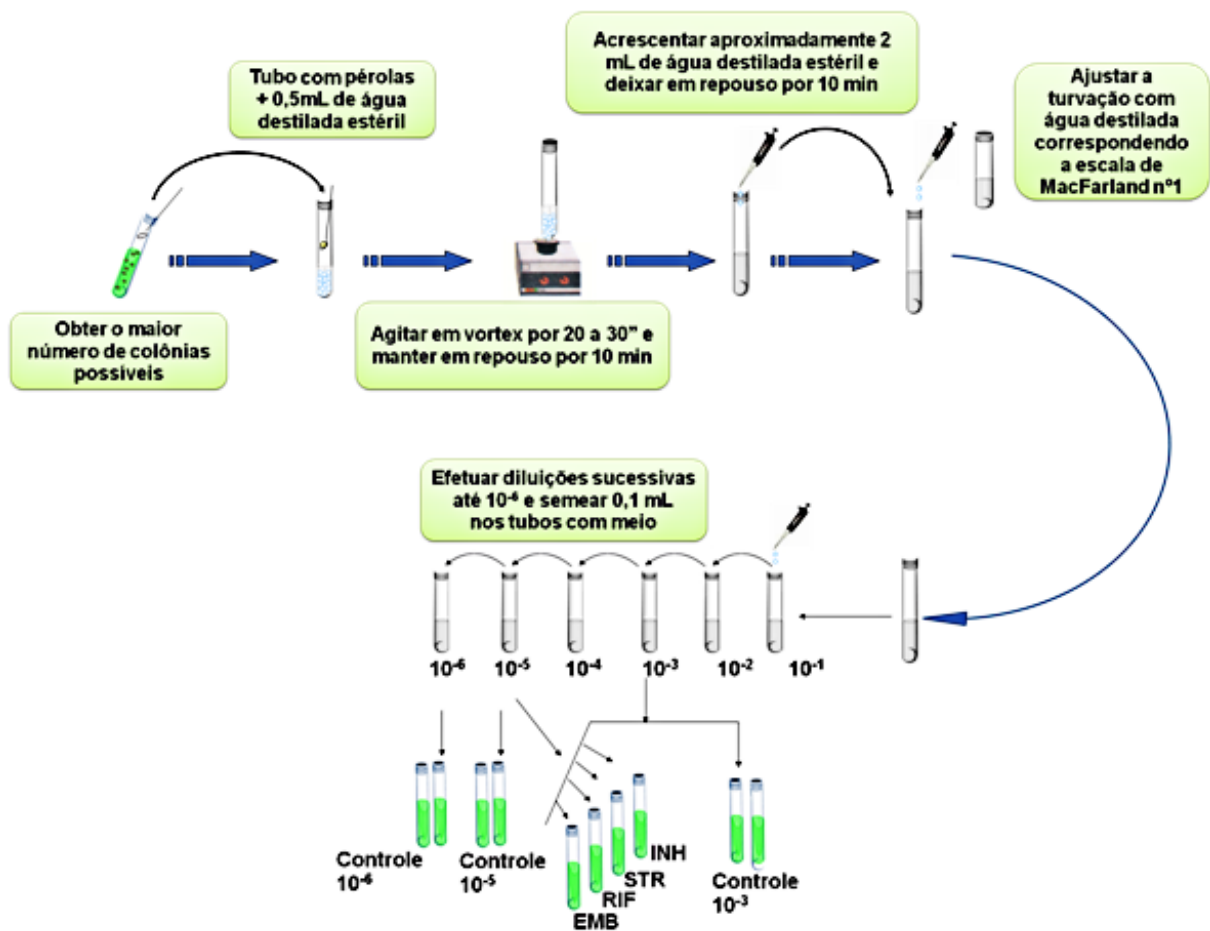 Tubo com pérolas
+ 0,5mL de água
destilada estéril
Acrescentar aproximadamente 2
mL de água destilada estéril e
deixar em repouso por 10 min
Ajustar a
turvação com
água destilada
correspondendo
a escala de
MacFarland nº1
Obter o maior
número de colônias
possíveis
Agitar em vortex por 20 a 30” e
manter em repouso por 10 min
Efetuar diluições sucessivas
até 10⁻⁶ e semear 0,1 mL
nos tubos com meio
10⁻⁶ 10⁻⁵ 10⁻⁴ 10⁻³ 10⁻² 10⁻¹
Controle
10⁻⁶
Controle
10⁻⁵
EMB
RIF
STR
INH
Controle
10⁻³